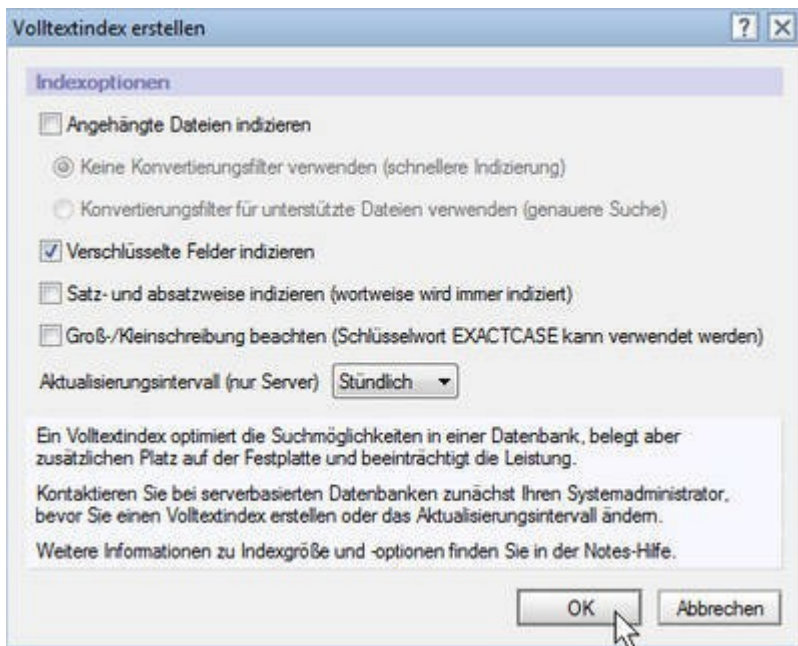 Volltextindex erstellen
Indexoptionen
Angehängte Dateien indizieren
Keine Konvertierungsfilter verwenden (schnellere Indizierung)
Konvertierungsfilter für unterstützte Dateien verwenden (genauere Suche)
Verschlüsselte Felder indizieren
Satz- und absatzweise indizieren (wortweise wird immer indiziert)
Groß-/Kleinschreibung beachten (Schlüsselwort EXACTCASE kann verwendet werden)
Aktualisierungsintervall (nur Server) Stündlich
Ein Volltextindex optimiert die Suchmöglichkeiten in einer Datenbank, belegt aber
zusätzlichen Platz auf der Festplatte und beeinträchtigt die Leistung.
Kontaktieren Sie bei serverbasierten Datenbanken zunächst Ihren Systemadministrator,
bevor Sie einen Volltextindex erstellen oder das Aktualisierungsintervall ändern.
Weitere Informationen zu Indexgröße und -optionen finden Sie in der Notes-Hilfe.
OK Abbrechen